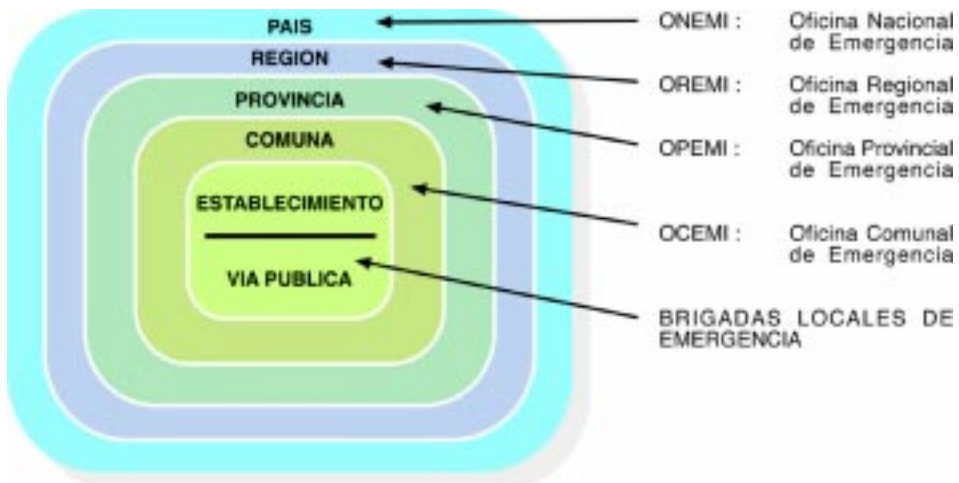 PAIS
REGION
PROVINCIA
COMUNA
ESTABLECIMIENTO
VIA PUBLICA
ONEMI : Oficina Nacional
de Emergencia
OREMI : Oficina Regional
de Emergencia
OPEMI : Oficina Provincial
de Emergencia
OCEMI : Oficina Comunal
de Emergencia
BRIGADAS LOCALES DE
EMERGENCIA